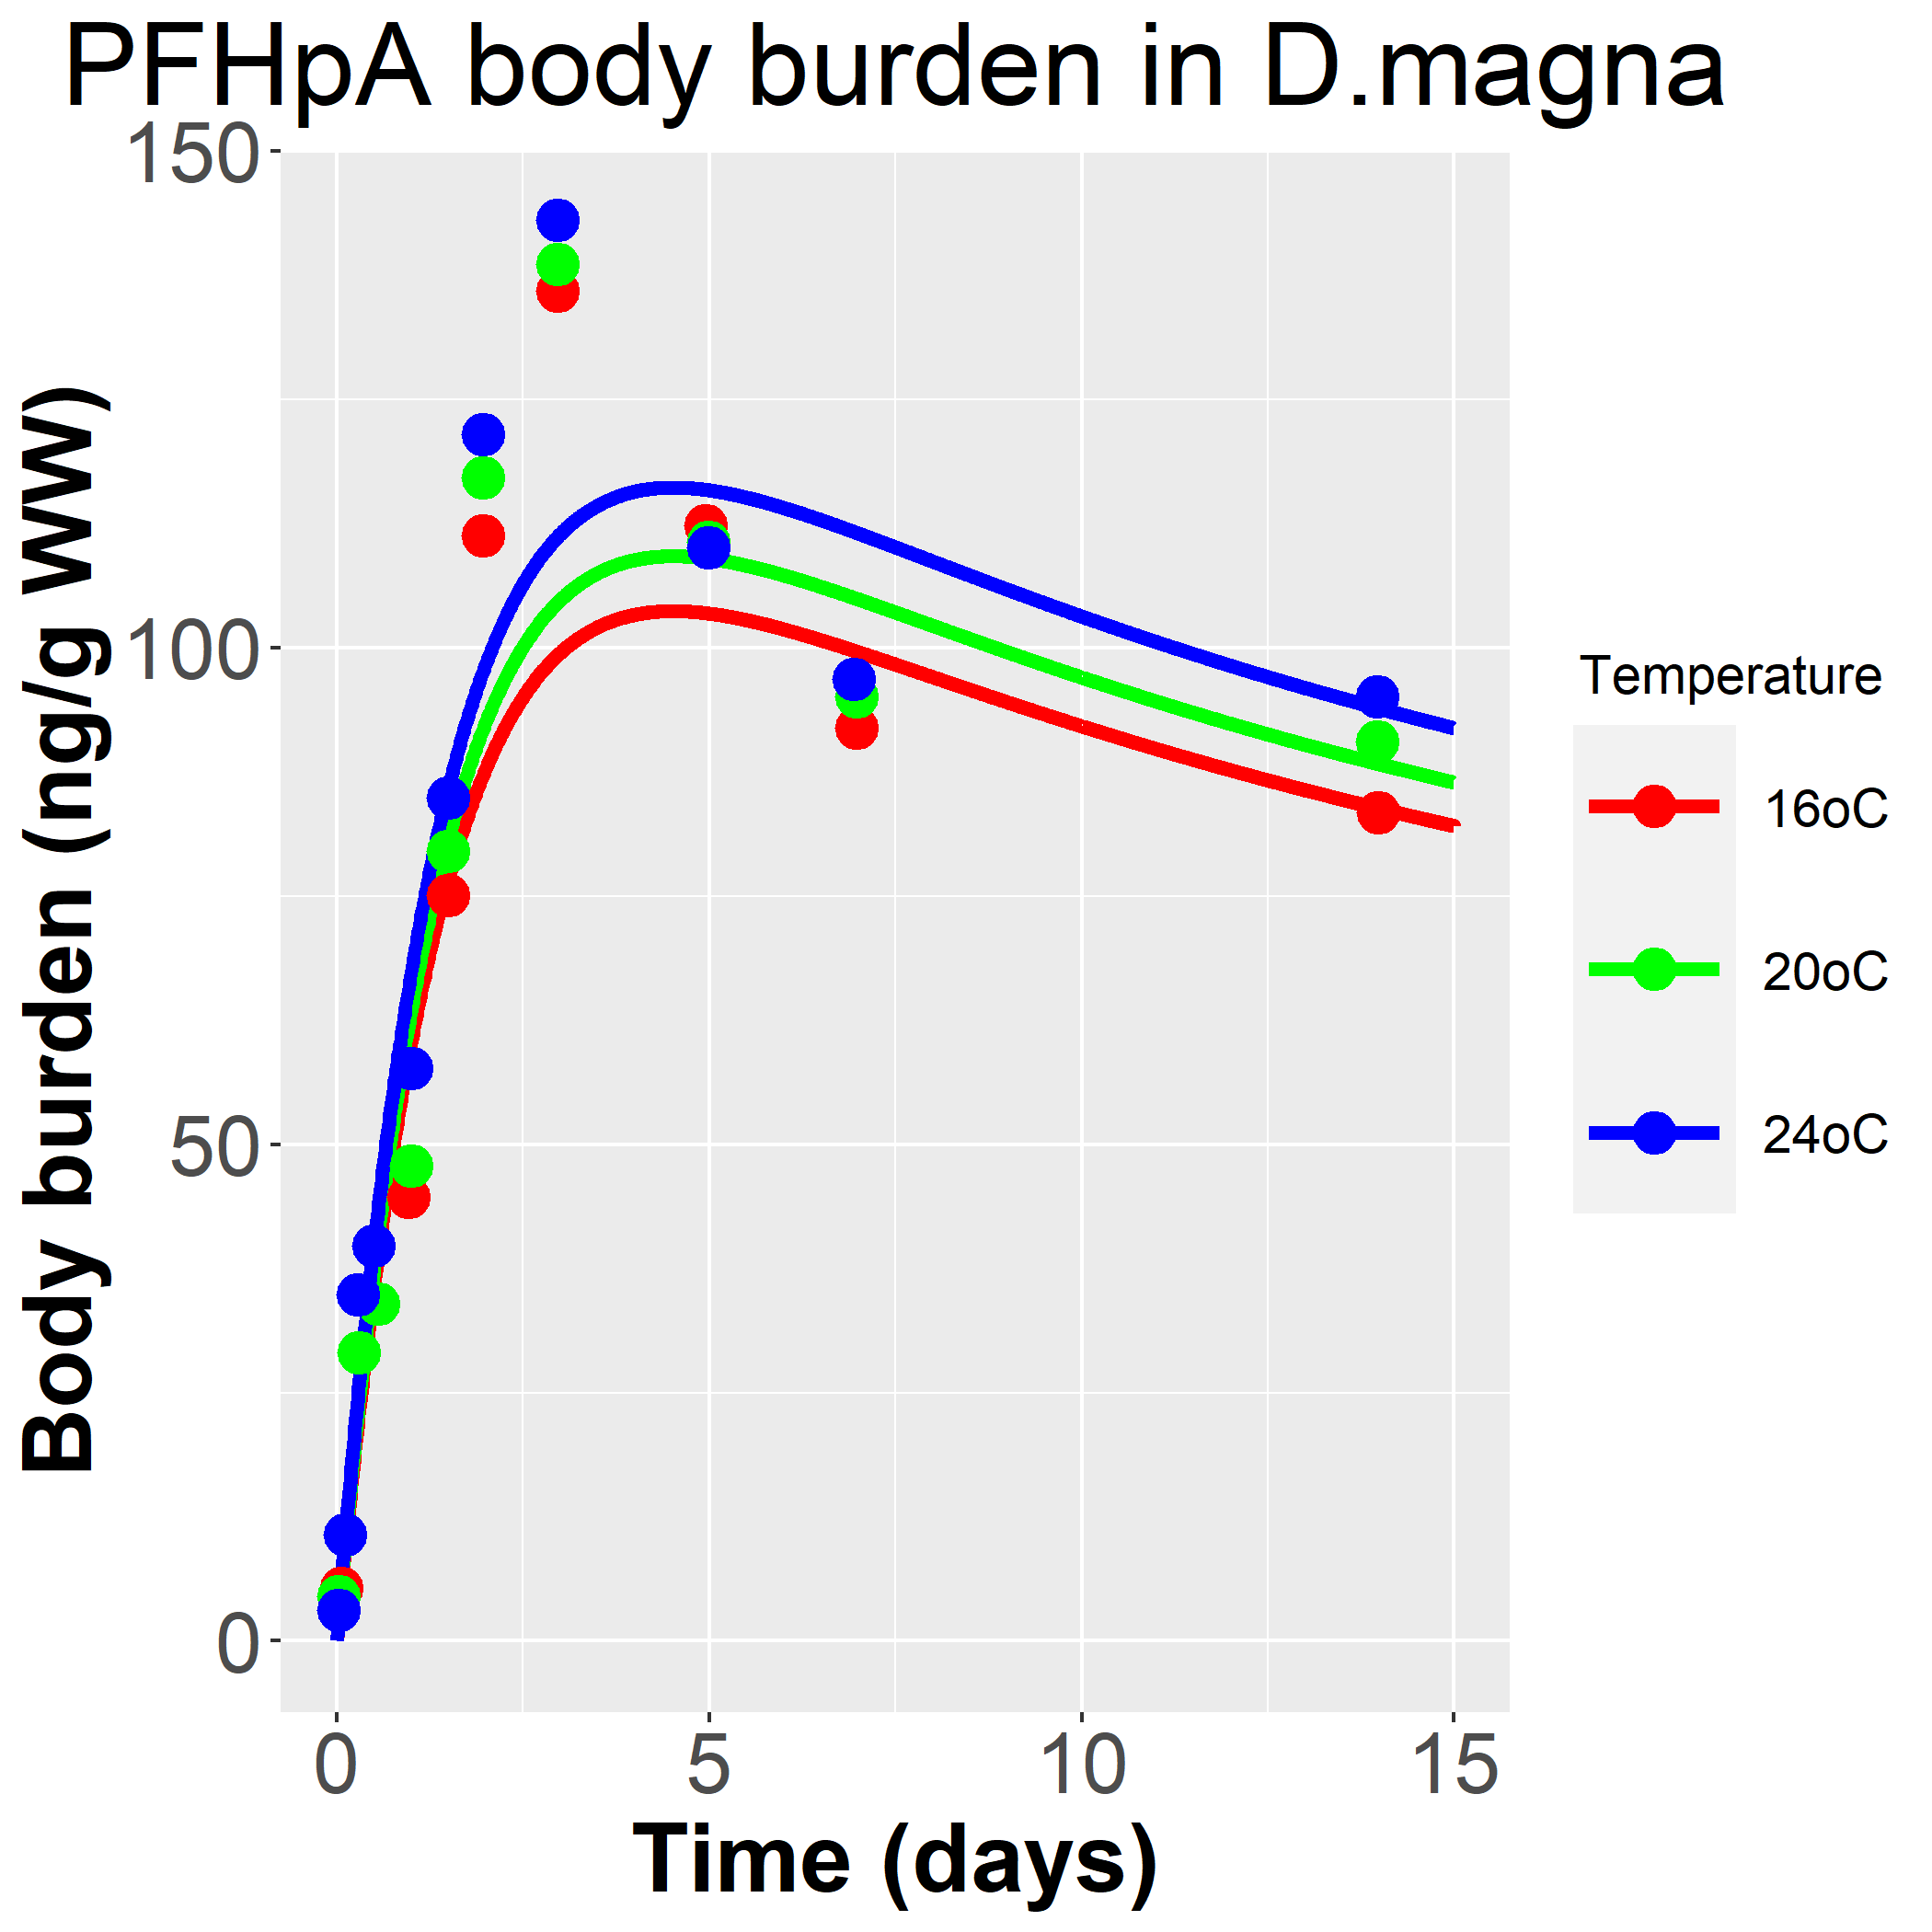 PFHpA body burden in D.magna
Body burden (ng/g WW)
150
100
50
0
0 5 10 15
Time (days)
Temperature
16oC
20oC
24oC